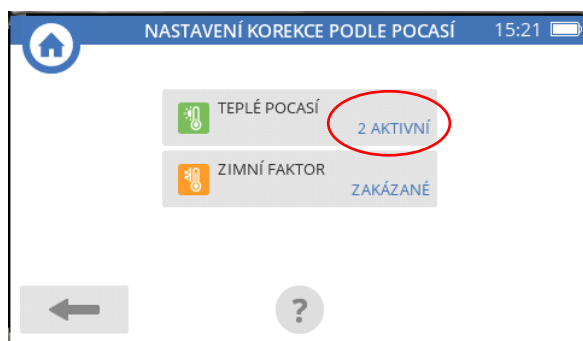 NASTAVENÍ KOREKCE PODLE POCASÍ 15:21
TEPLÉ POCASÍ
2 AKTIVNÍ
ZIMNÍ FAKTOR
ZAKÁZANÉ
?